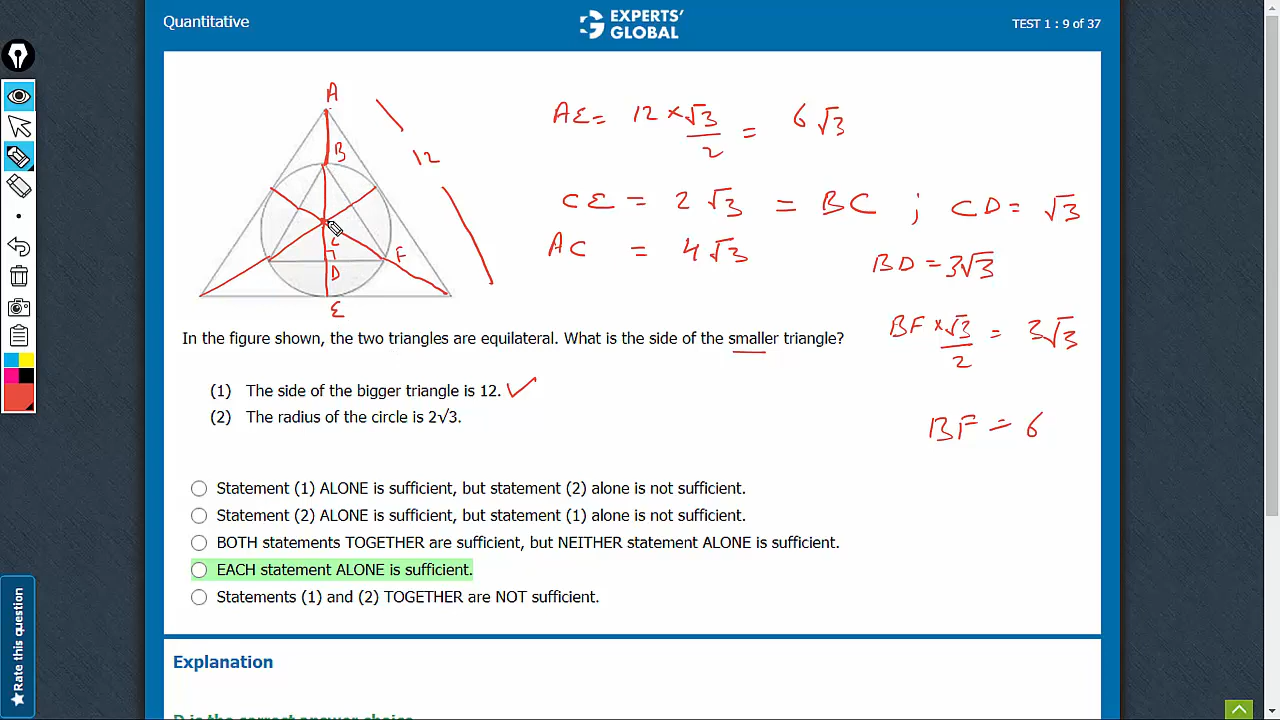 Quantitative
EXPERTS'
GLOBAL
TEST 1 : 9 of 37
A
B
12
C
F
D
E
AE = 12 × √3/2 = 6√3
CE = 2√3 = BC ; CD = √3
AC = 4√3
BD = 3√3
BF × √3/2 = 3√3
BF = 6
In the figure shown, the two triangles are equilateral. What is the side of the smaller triangle?
(1) The side of the bigger triangle is 12.
(2) The radius of the circle is 2√3.
Statement (1) ALONE is sufficient, but statement (2) alone is not sufficient.
Statement (2) ALONE is sufficient, but statement (1) alone is not sufficient.
BOTH statements TOGETHER are sufficient, but NEITHER statement ALONE is sufficient.
EACH statement ALONE is sufficient.
Statements (1) and (2) TOGETHER are NOT sufficient.
Rate this question
Explanation
D is the correct answer choice.